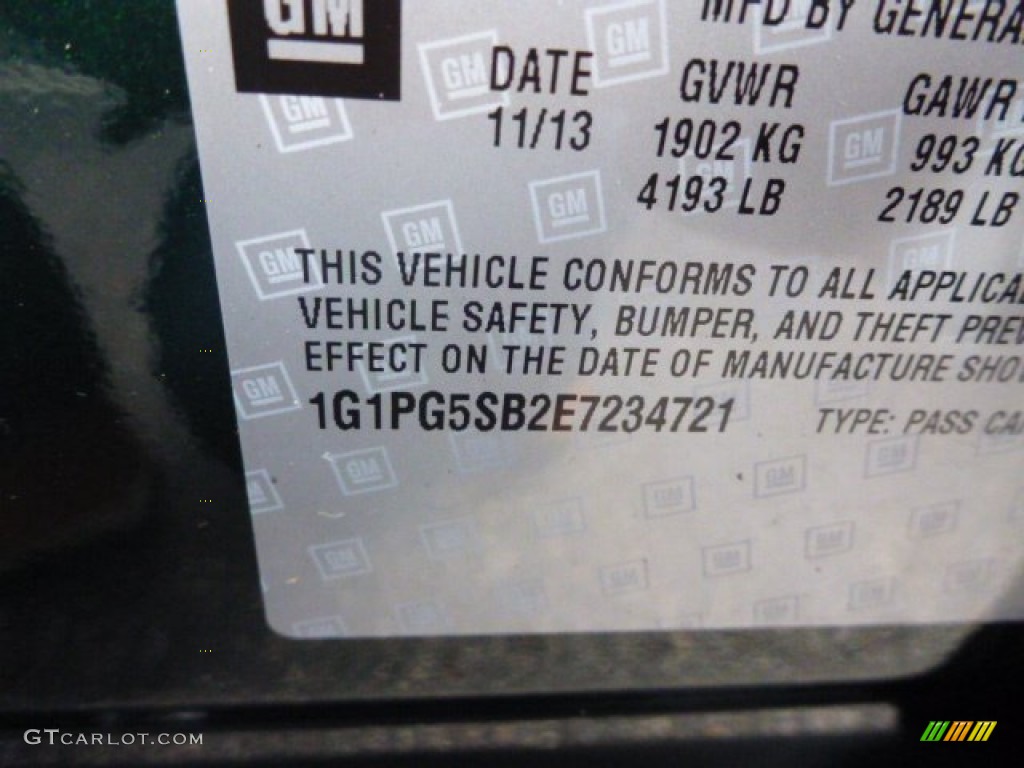 GM
MFD BY GENERA
DATE GVWR GAWR
11/13 1902 KG 993 KG
4193 LB 2189 LB
THIS VEHICLE CONFORMS TO ALL APPLICA
VEHICLE SAFETY, BUMPER, AND THEFT PREV
EFFECT ON THE DATE OF MANUFACTURE SHO
1G1PG5SB2E7234721 TYPE: PASS CAR
GTCARLOT.COM